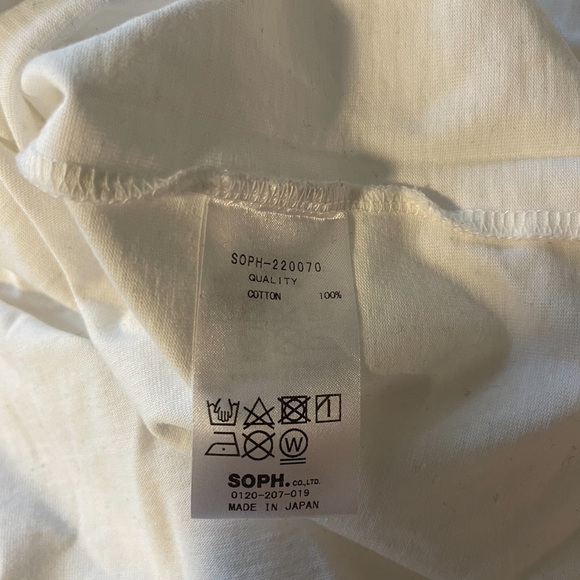 SOPH-220070
QUALITY
COTTON 100%
W
SOPH. CO.,LTD.
0120-207-019
MADE IN JAPAN